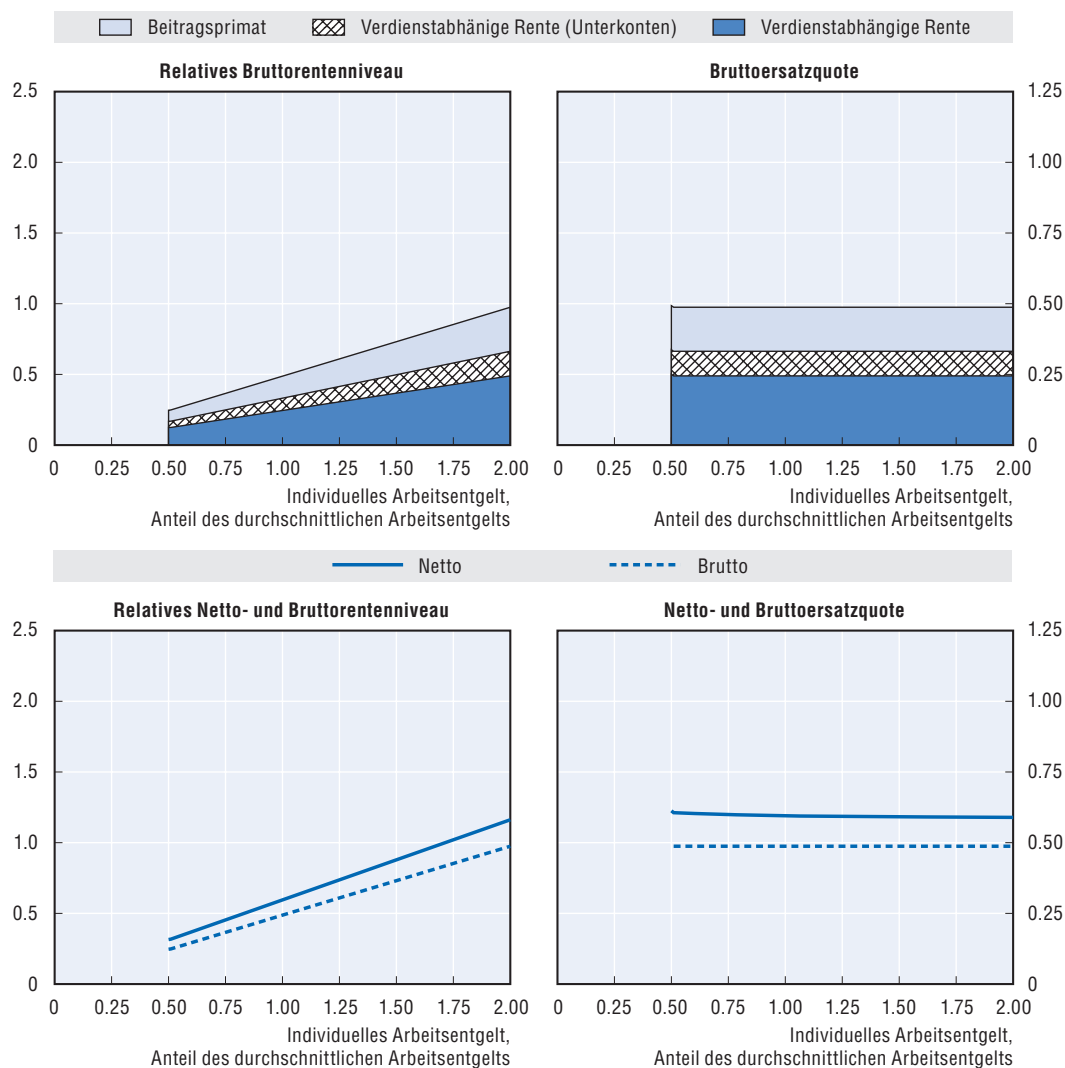 Beitragsprimat Verdienstabhänige Rente (Unterkonten) Verdienstabhängige Rente
Relatives Bruttorentenniveau
2.5
2.0
1.5
1.0
0.5
0
0 0.25 0.50 0.75 1.00 1.25 1.50 1.75 2.00
Individuelles Arbeitsentgelt,
Anteil des durchschnittlichen Arbeitsentgelts
Bruttoersatzquote
1.25
1.00
0.75
0.50
0.25
0
0 0.25 0.50 0.75 1.00 1.25 1.50 1.75 2.00
Individuelles Arbeitsentgelt,
Anteil des durchschnittlichen Arbeitsentgelts
Netto Brutto
Relatives Netto- und Bruttorentenniveau
2.5
2.0
1.5
1.0
0.5
0
0 0.25 0.50 0.75 1.00 1.25 1.50 1.75 2.00
Individuelles Arbeitsentgelt,
Anteil des durchschnittlichen Arbeitsentgelts
Netto- und Bruttoersatzquote
1.25
1.00
0.75
0.50
0.25
0
0 0.25 0.50 0.75 1.00 1.25 1.50 1.75 2.00
Individuelles Arbeitsentgelt,
Anteil des durchschnittlichen Arbeitsentgelts